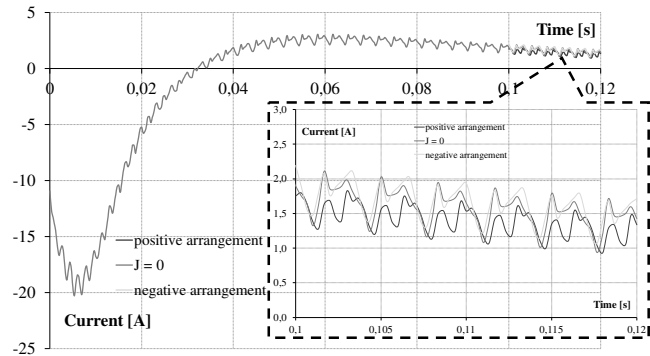 5
Time [s]
0
0 0,02 0,04 0,06 0,08 0,1 0,12
-5
-10
-15
-20
-25
positive arrangement
J = 0
negative arrangement
Current [A]
3,0
Current [A]
positive arrangement
J = 0
negative arrangement
2,5
2,0
1,5
1,0
0,5
Time [s]
0,0
0,1 0,105 0,11 0,115 0,12